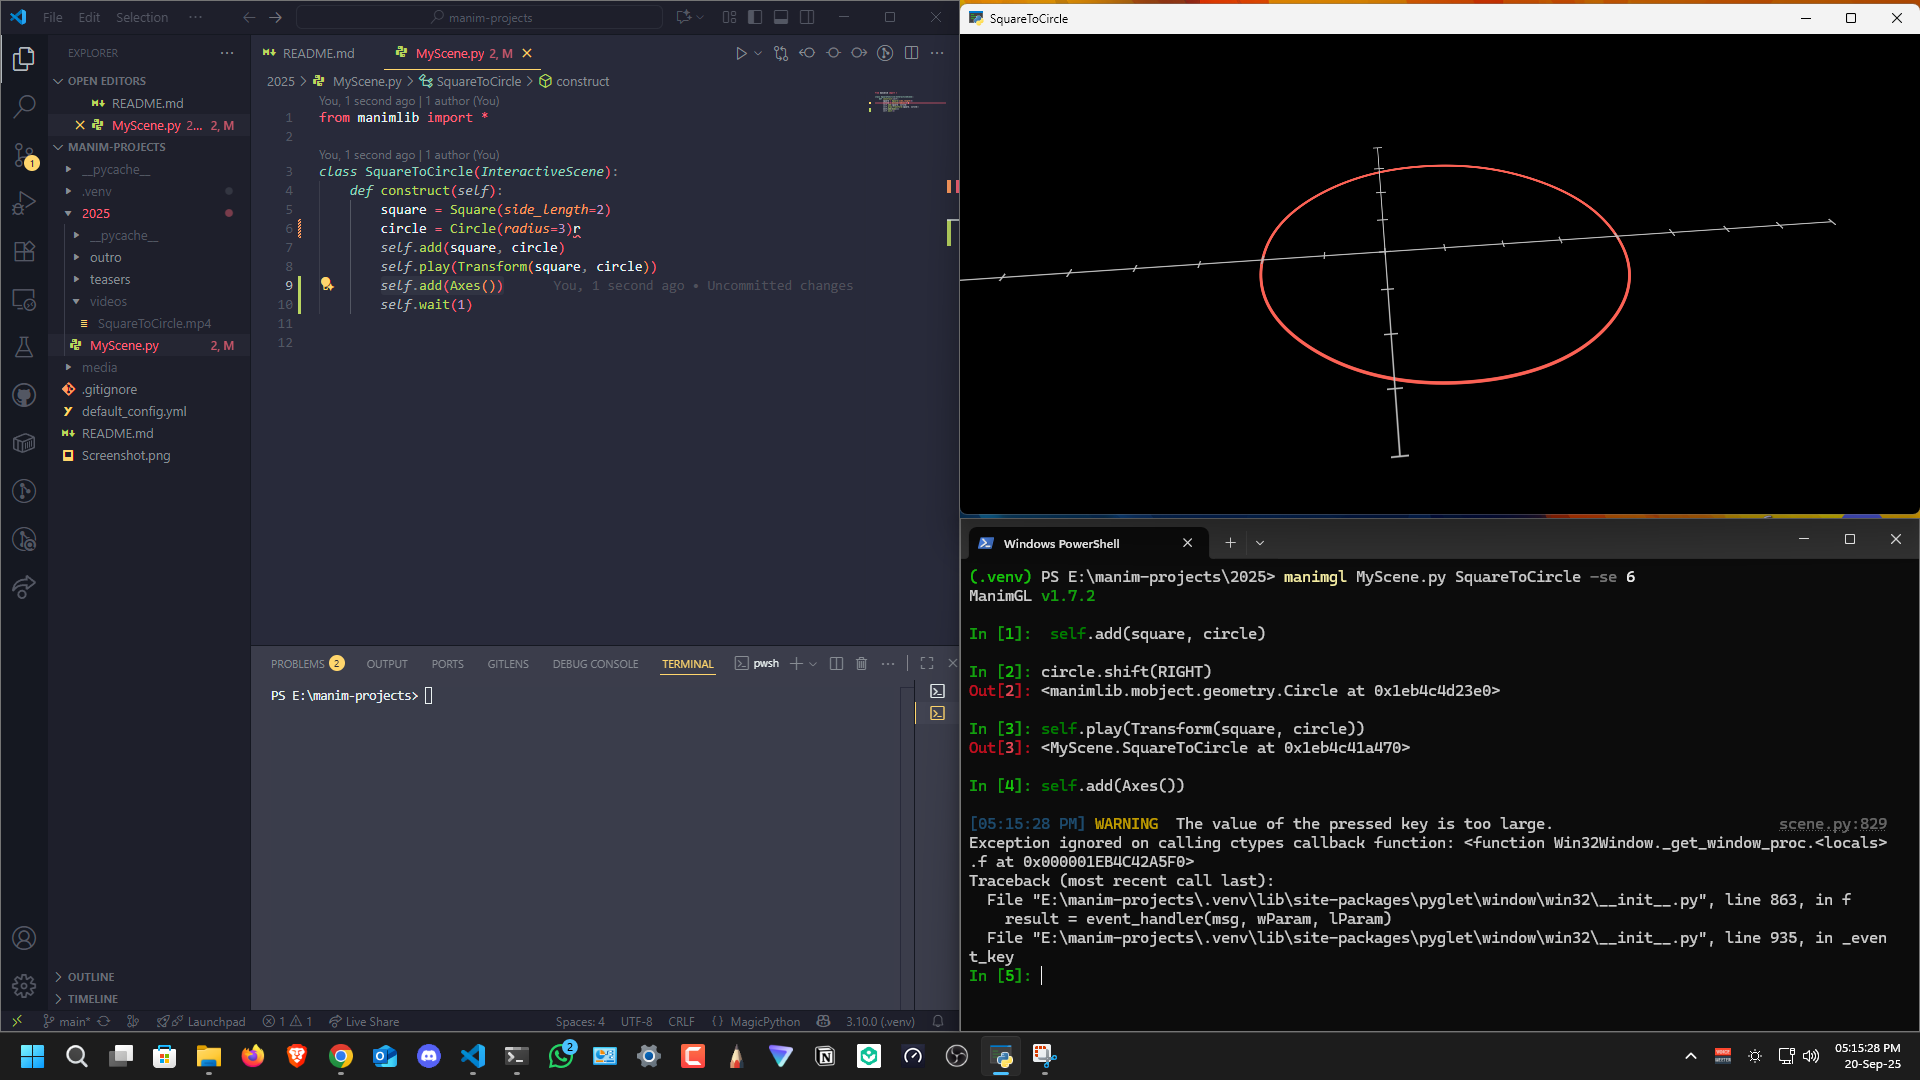 File Edit Selection ···
manim-projects
EXPLORER
OPEN EDITORS
README.md
MyScene.py 2... 2, M
MANIM-PROJECTS
__pycache__
.venv
2025
__pycache__
outro
teasers
videos
SquareToCircle.mp4
MyScene.py 2, M
media
.gitignore
default_config.yml
README.md
Screenshot.png
OUTLINE
TIMELINE
README.md
MyScene.py 2, M
2025 > MyScene.py > SquareToCircle > construct
You, 1 second ago | 1 author (You)
1 from manimlib import *
2
You, 1 second ago | 1 author (You)
3 class SquareToCircle(InteractiveScene):
4 def construct(self):
5 square = Square(side_length=2)
6 circle = Circle(radius=3)r
7 self.add(square, circle)
8 self.play(Transform(square, circle))
9 self.add(Axes()) You, 1 second ago • Uncommitted changes
10 self.wait(1)
11
12
PROBLEMS 2 OUTPUT PORTS GITLENS DEBUG CONSOLE TERMINAL pwsh
PS E:\manim-projects>
1
main* Launchpad 1 1 Live Share Spaces: 4 UTF-8 CRLF MagicPython 3.10.0 (.venv)
SquareToCircle
Windows PowerShell
(.venv) PS E:\manim-projects\2025> manimgl MyScene.py SquareToCircle -se 6
ManimGL v1.7.2
In [1]: self.add(square, circle)
In [2]: circle.shift(RIGHT)
Out[2]: <manimlib.mobject.geometry.Circle at 0x1eb4c4d23e0>
In [3]: self.play(Transform(square, circle))
Out[3]: <MyScene.SquareToCircle at 0x1eb4c41a470>
In [4]: self.add(Axes())
[05:15:28 PM] WARNING The value of the pressed key is too large. scene.py:829
Exception ignored on calling ctypes callback function: <function Win32Window._get_window_proc.<locals>
.f at 0x000001EB4C42A5F0>
Traceback (most recent call last):
File "E:\manim-projects\.venv\lib\site-packages\pyglet\window\win32\__init__.py", line 863, in f
result = event_handler(msg, wParam, lParam)
File "E:\manim-projects\.venv\lib\site-packages\pyglet\window\win32\__init__.py", line 935, in _even
t_key
In [5]:
2
05:15:28 PM
20-Sep-25